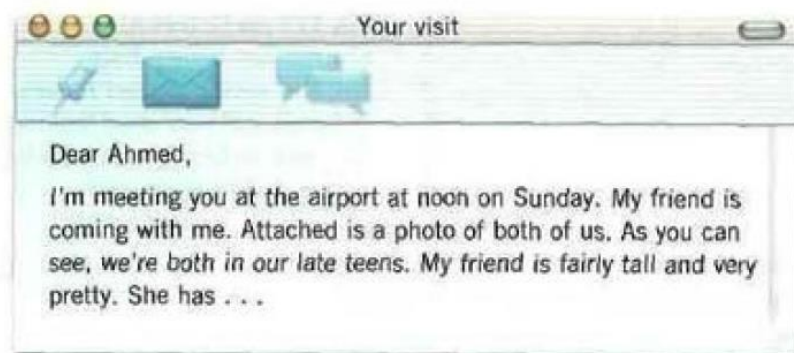 Your visit
Dear Ahmed,
I'm meeting you at the airport at noon on Sunday. My friend is
coming with me. Attached is a photo of both of us. As you can
see, we're both in our late teens. My friend is fairly tall and very
pretty. She has . . .